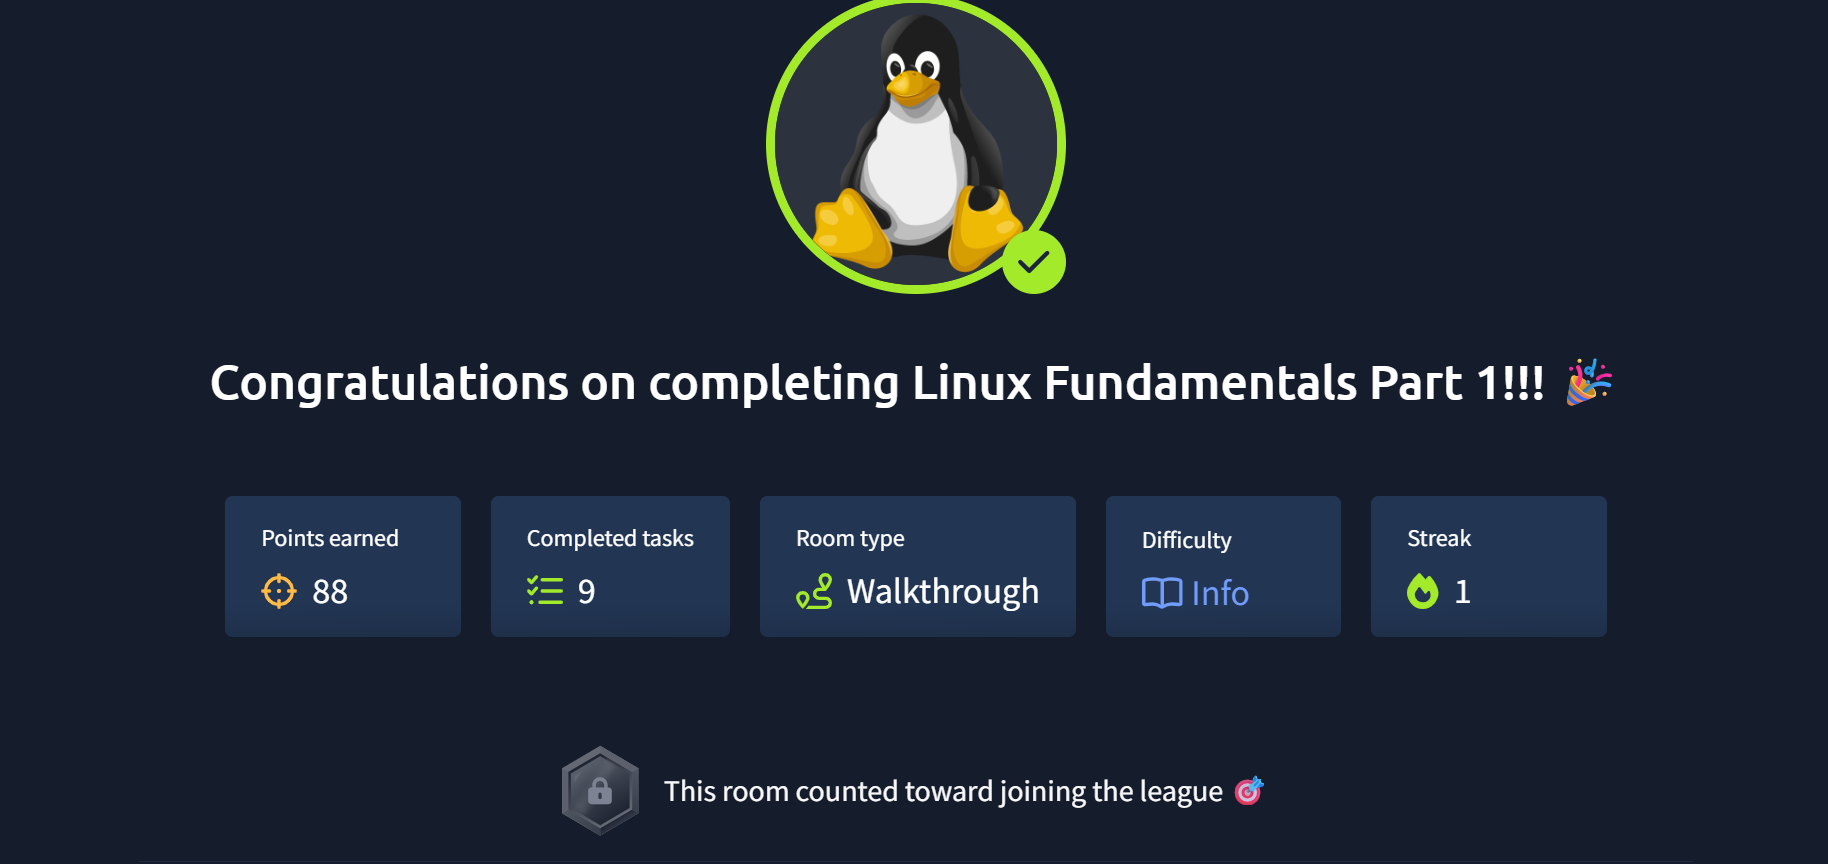 Congratulations on completing Linux Fundamentals Part 1!!! 🎉
Points earned
88
Completed tasks
9
Room type
Walkthrough
Difficulty
Info
Streak
1
This room counted toward joining the league 🎯